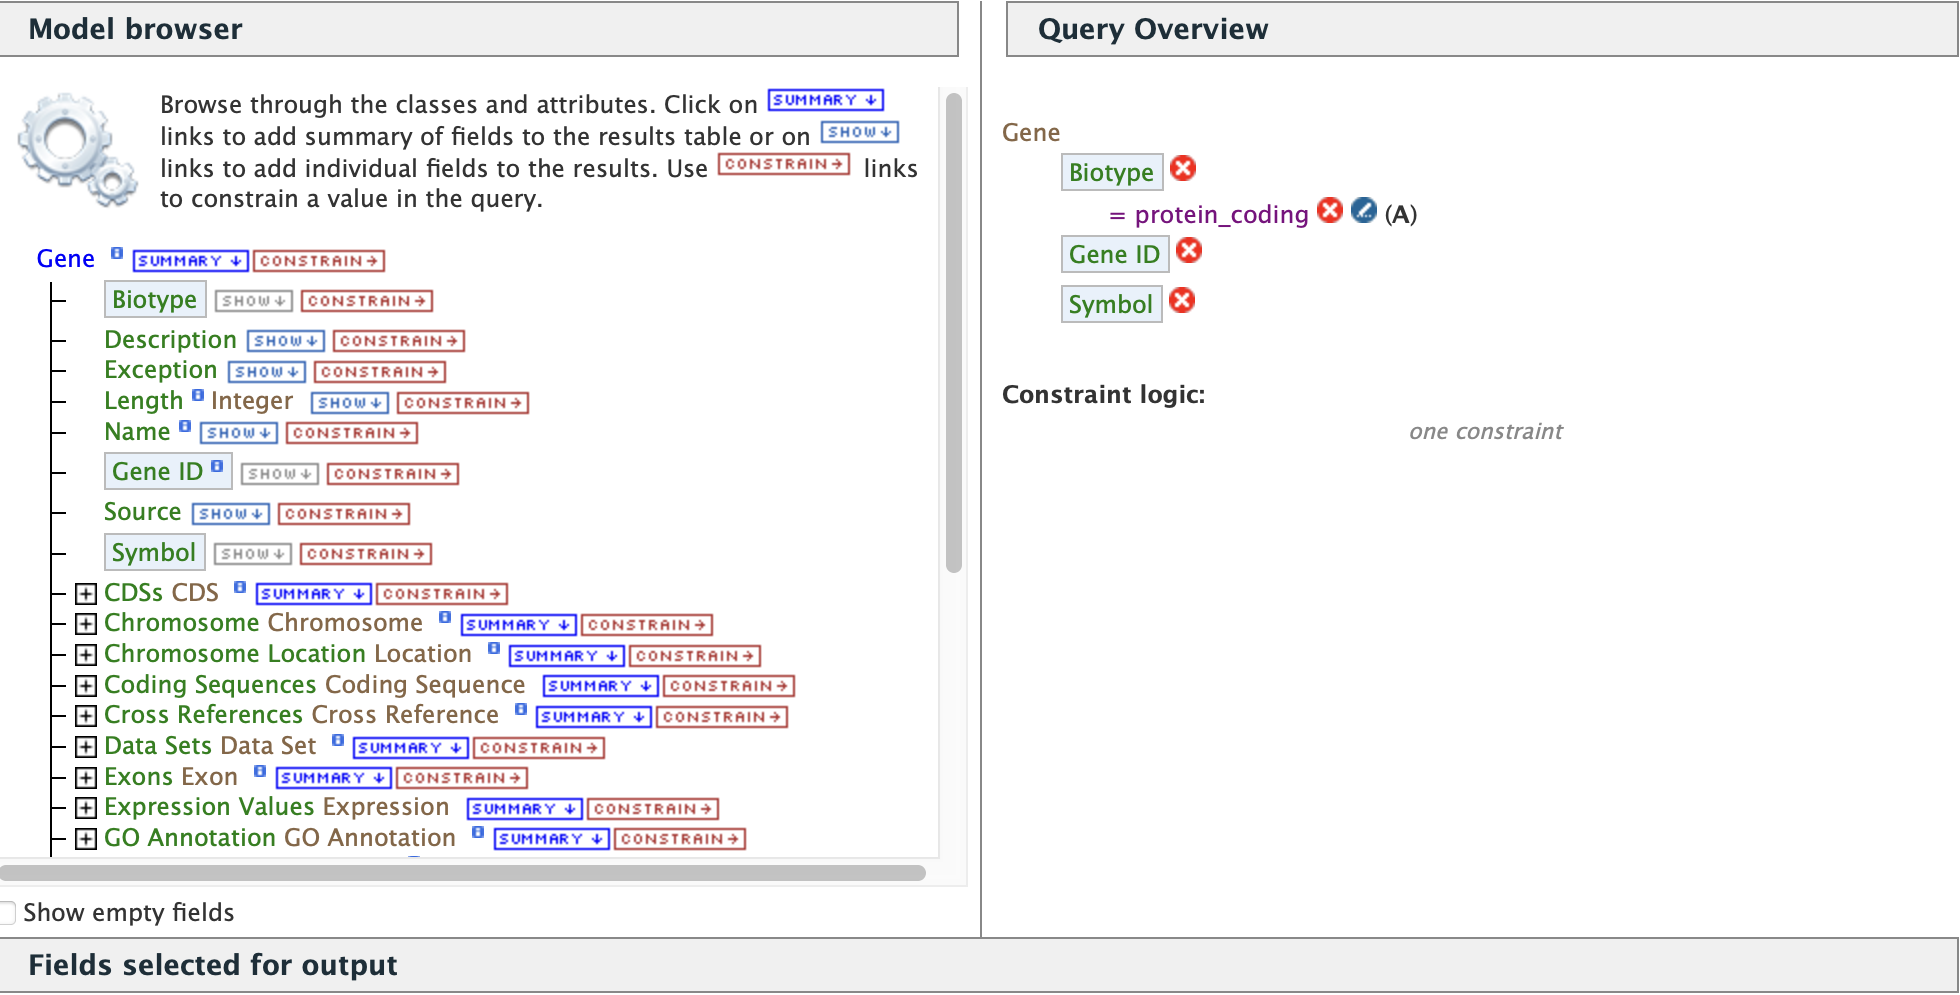 Model browser
Browse through the classes and attributes. Click on SUMMARY ↓
links to add summary of fields to the results table or on SHOW ↓
links to add individual fields to the results. Use CONSTRAIN → links
to constrain a value in the query.
Gene i SUMMARY ↓ CONSTRAIN →
Biotype SHOW ↓ CONSTRAIN →
Description SHOW ↓ CONSTRAIN →
Exception SHOW ↓ CONSTRAIN →
Length i Integer SHOW ↓ CONSTRAIN →
Name i SHOW ↓ CONSTRAIN →
Gene ID i SHOW ↓ CONSTRAIN →
Source SHOW ↓ CONSTRAIN →
Symbol SHOW ↓ CONSTRAIN →
CDSs CDS i SUMMARY ↓ CONSTRAIN →
Chromosome Chromosome i SUMMARY ↓ CONSTRAIN →
Chromosome Location Location i SUMMARY ↓ CONSTRAIN →
Coding Sequences Coding Sequence SUMMARY ↓ CONSTRAIN →
Cross References Cross Reference i SUMMARY ↓ CONSTRAIN →
Data Sets Data Set i SUMMARY ↓ CONSTRAIN →
Exons Exon i SUMMARY ↓ CONSTRAIN →
Expression Values Expression SUMMARY ↓ CONSTRAIN →
GO Annotation GO Annotation i SUMMARY ↓ CONSTRAIN →
Show empty fields
Query Overview
Gene
Biotype
= protein_coding (A)
Gene ID
Symbol
Constraint logic:
one constraint
Fields selected for output